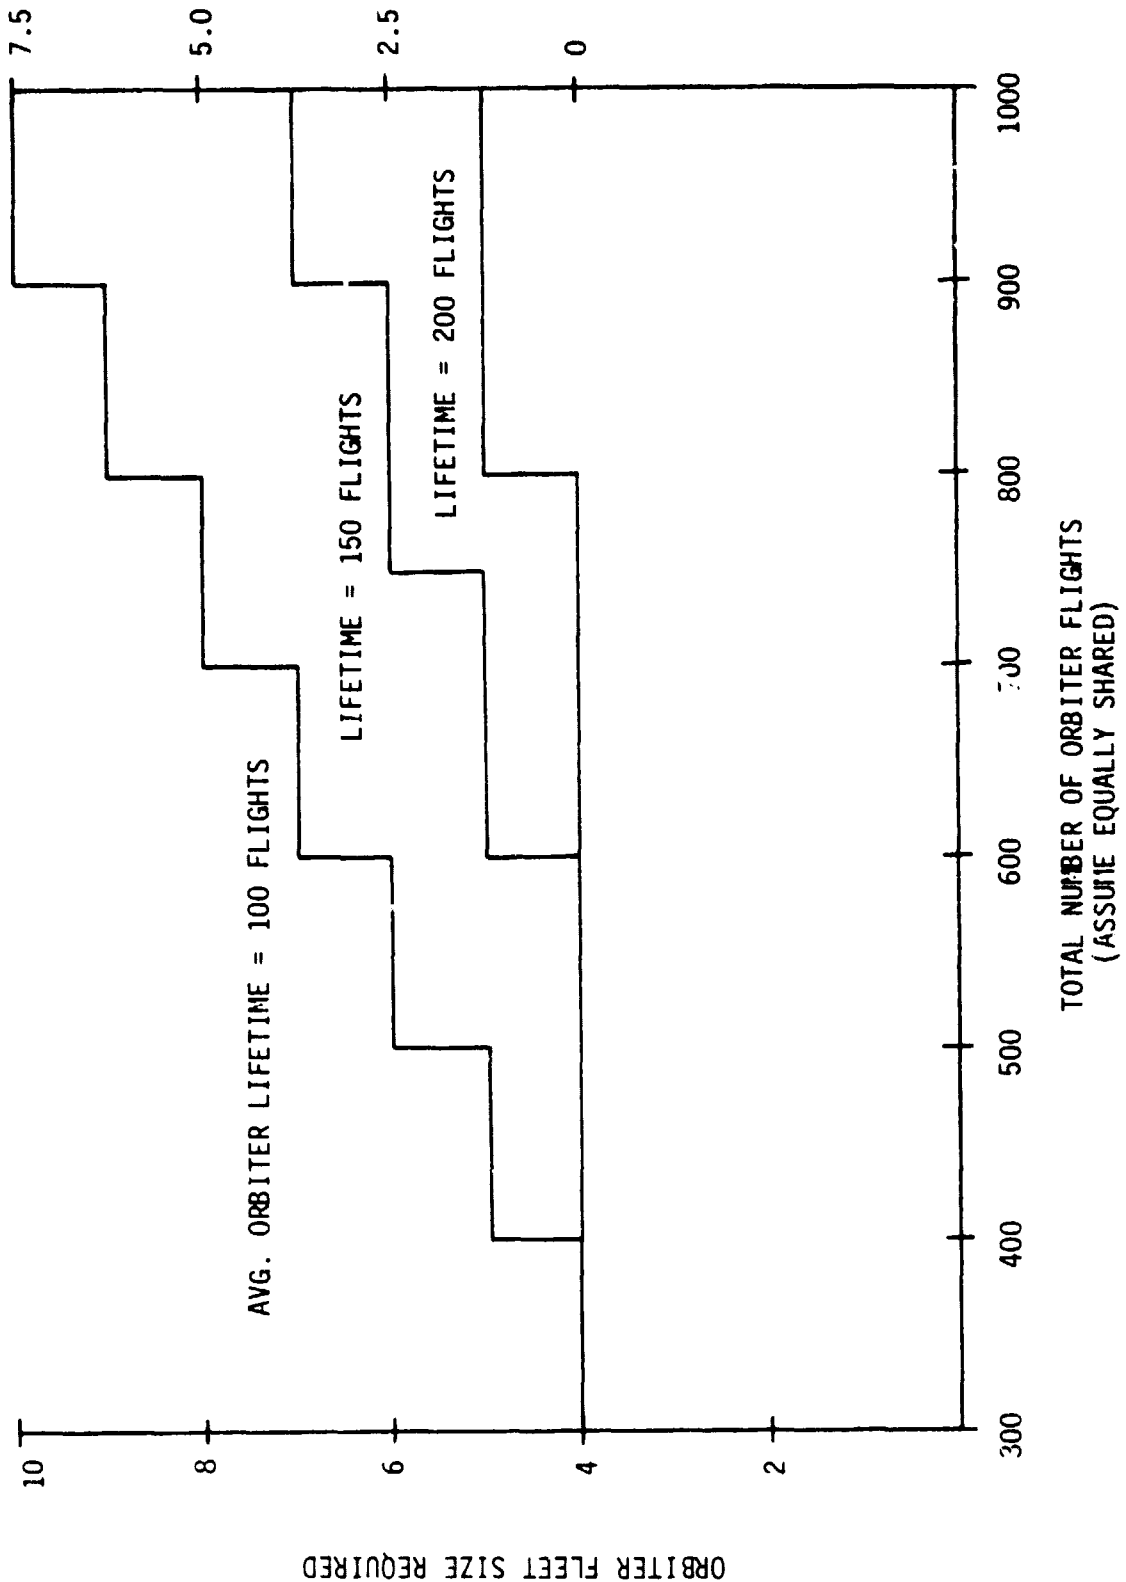 ORBITER FLEET SIZE REQUIRED
10
8
6
4
2
7.5
5.0
2.5
0
AVG. ORBITER LIFETIME = 100 FLIGHTS
LIFETIME = 150 FLIGHTS
LIFETIME = 200 FLIGHTS
300
400
500
600
700
800
900
1000
TOTAL NUMBER OF ORBITER FLIGHTS
(ASSUME EQUALLY SHARED)